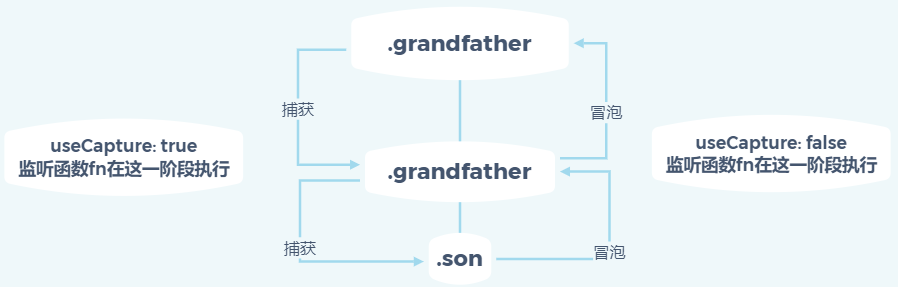 .grandfather
捕获
冒泡
useCapture: true
监听函数fn在这一阶段执行
useCapture: false
监听函数fn在这一阶段执行
.grandfather
捕获
冒泡
.son